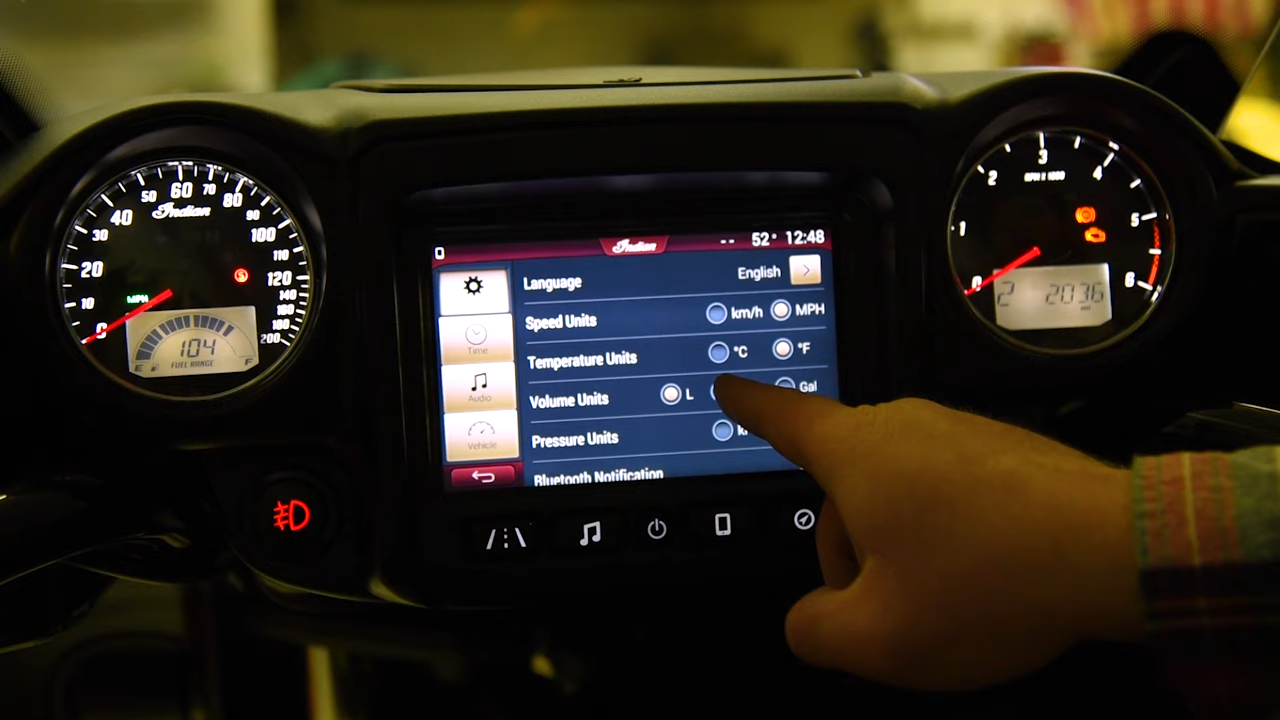 10
20
30
40
50
60
70
80
90
100
110
120
140
160
180
200
Indian
MPH
104
E F
FUEL RANGE
Indian
-- 52° 12:48
Language English
Speed Units km/h MPH
Temperature Units °C °F
Volume Units L Gal
Pressure Units
Bluetooth Notification
Time
Audio
Vehicle
0
1
2
3
4
5
6
RPM X 1000
2 2036